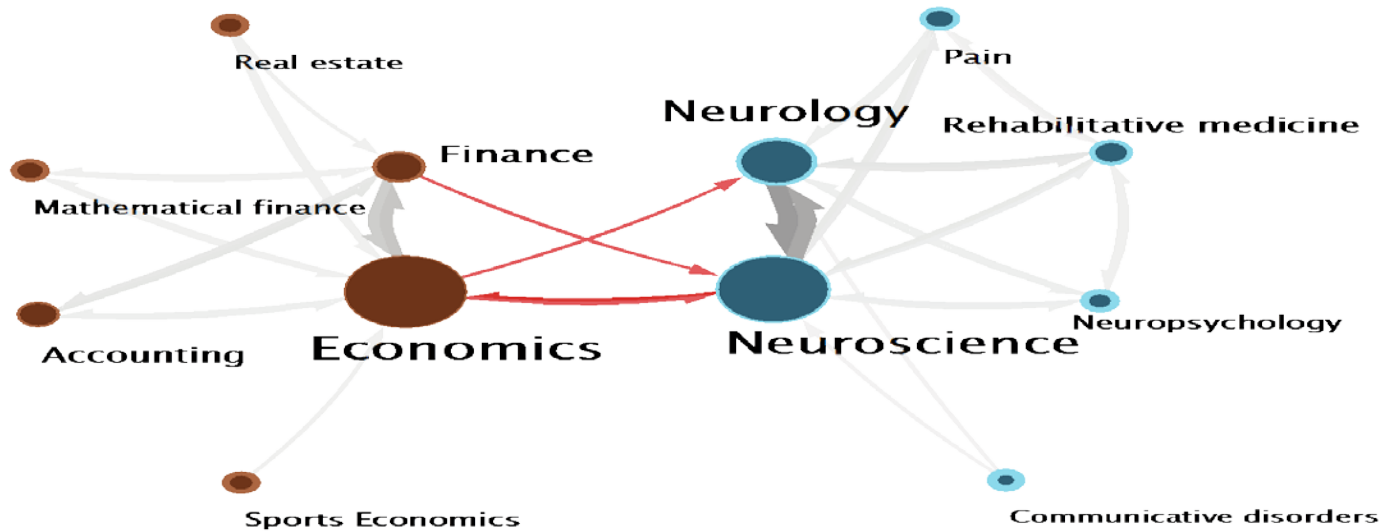 Real estate
Pain
Neurology
Rehabilitative medicine
Finance
Mathematical finance
Accounting
Economics
Neuroscience
Neuropsychology
Sports Economics
Communicative disorders